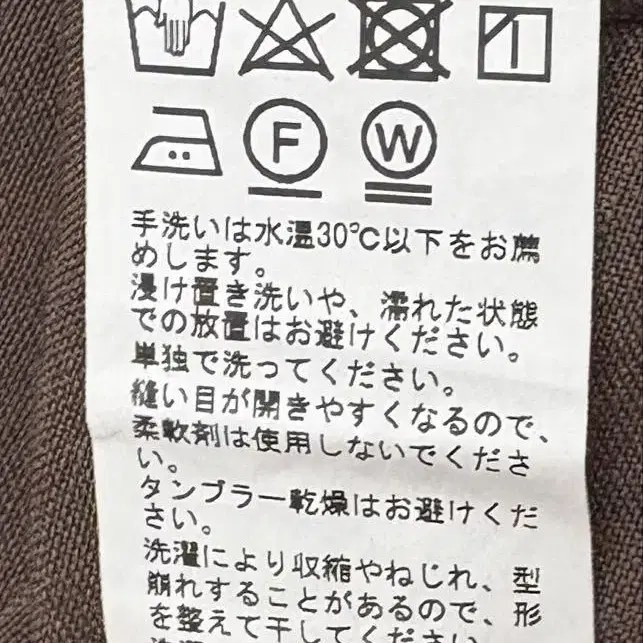 F W
手洗いは水温30℃以下をお薦
めします。
浸け置き洗いや、濡れた状態
での放置はお避けください。
単独で洗ってください。
縫い目が開きやすくなるので、
柔軟剤は使用しないでくださ
い。
タンブラー乾燥はお避けくだ
さい。
洗濯により収縮やねじれ、型
崩れすることがあるので、形
を整えて干してください